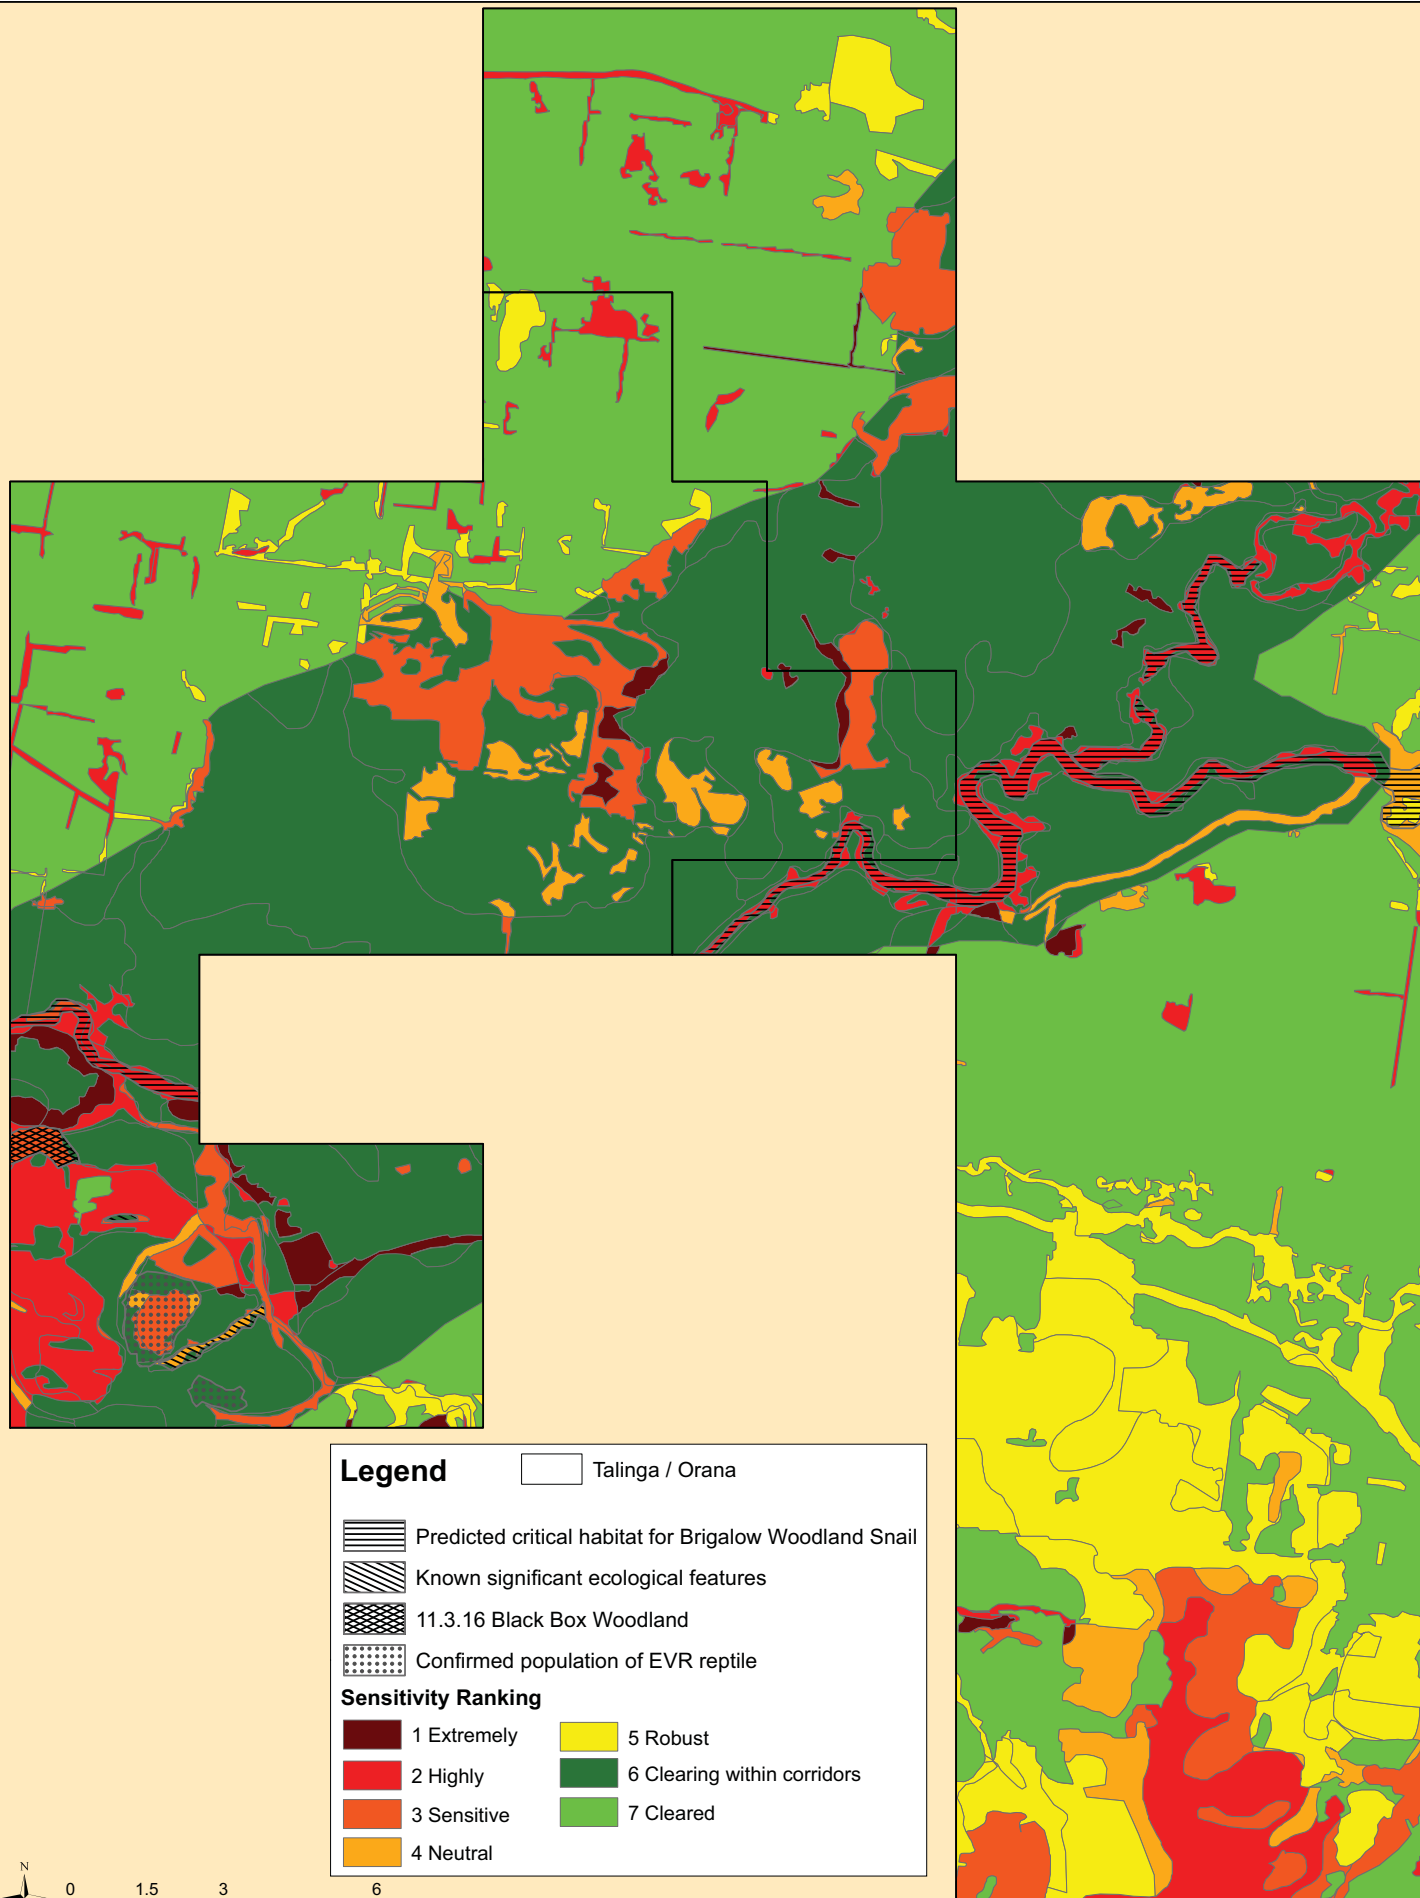 Legend
Talinga / Orana
Predicted critical habitat for Brigalow Woodland Snail
Known significant ecological features
11.3.16 Black Box Woodland
Confirmed population of EVR reptile
Sensitivity Ranking
1 Extremely
2 Highly
3 Sensitive
4 Neutral
5 Robust
6 Clearing within corridors
7 Cleared
N
0 1.5 3 6